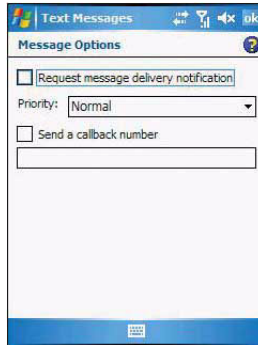 Text Messages ok
Message Options
Request message delivery notification
Priority: Normal
Send a callback number